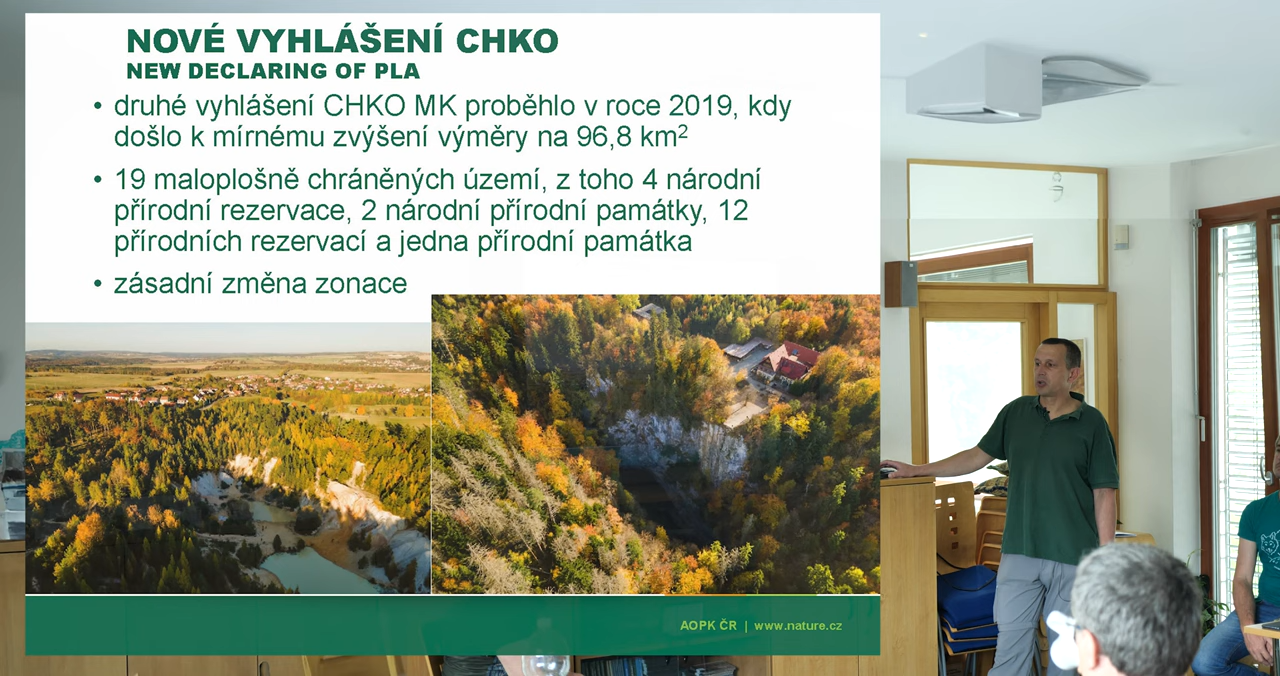 NOVÉ VYHLÁŠENÍ CHKO
NEW DECLARING OF PLA
• druhé vyhlášení CHKO MK proběhlo v roce 2019, kdy
došlo k mírnému zvýšení výměry na 96,8 km²
• 19 maloplošně chráněných území, z toho 4 národní
přírodní rezervace, 2 národní přírodní památky, 12
přírodních rezervací a jedna přírodní památka
• zásadní změna zonace
AOPK ČR | www.nature.cz